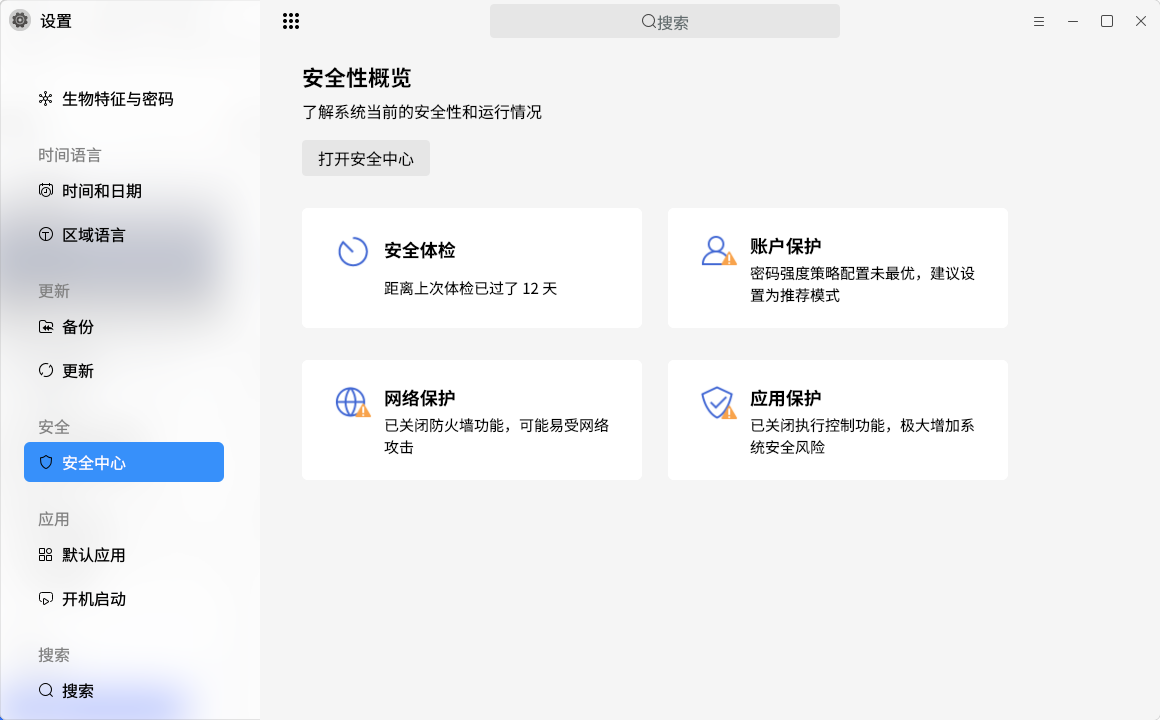 设置
搜索
生物特征与密码
时间语言
时间和日期
区域语言
更新
备份
更新
安全
安全中心
应用
默认应用
开机启动
搜索
搜索
安全性概览
了解系统当前的安全性和运行情况
打开安全中心
安全体检
距离上次体检已过了 12 天
账户保护
密码强度策略配置未最优，建议设
置为推荐模式
网络保护
已关闭防火墙功能，可能易受网络
攻击
应用保护
已关闭执行控制功能，极大增加系
统安全风险